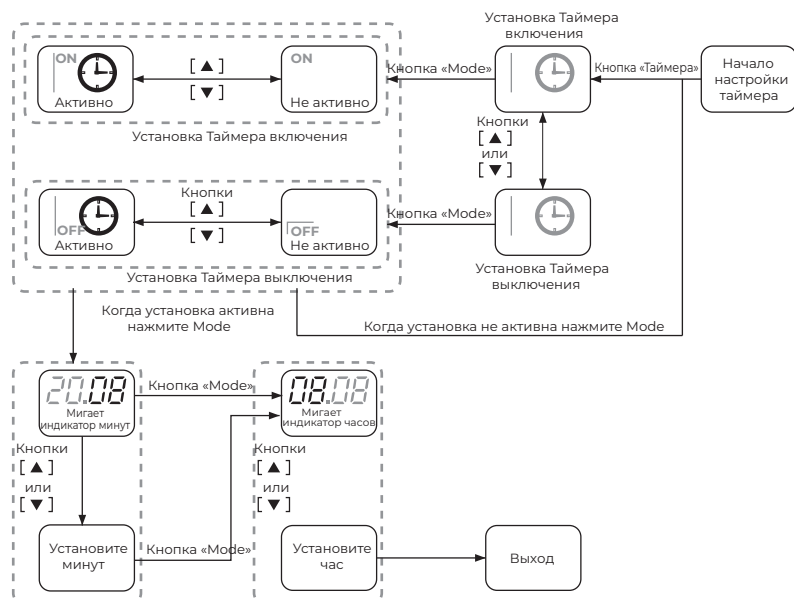 Установка Таймера
включения
ON
Активно
[ ▲ ]
[ ▼ ]
ON
Не активно
Кнопка «Mode»
Кнопка «Таймера»
Начало
настройки
таймера
Установка Таймера включения
Кнопки
[ ▲ ]
или
[ ▼ ]
OFF
Активно
Кнопки
[ ▲ ]
[ ▼ ]
OFF
Не активно
Кнопка «Mode»
Установка Таймера
выключения
Установка Таймера выключения
Когда установка активна
нажмите Mode
Когда установка не активна нажмите Mode
20.08
Мигает
индикатор минут
Кнопка «Mode»
08.08
Мигает
индикатор часов
Кнопки
[ ▲ ]
или
[ ▼ ]
Кнопки
[ ▲ ]
или
[ ▼ ]
Установите
минут
Кнопка «Mode»
Установите
час
Выход